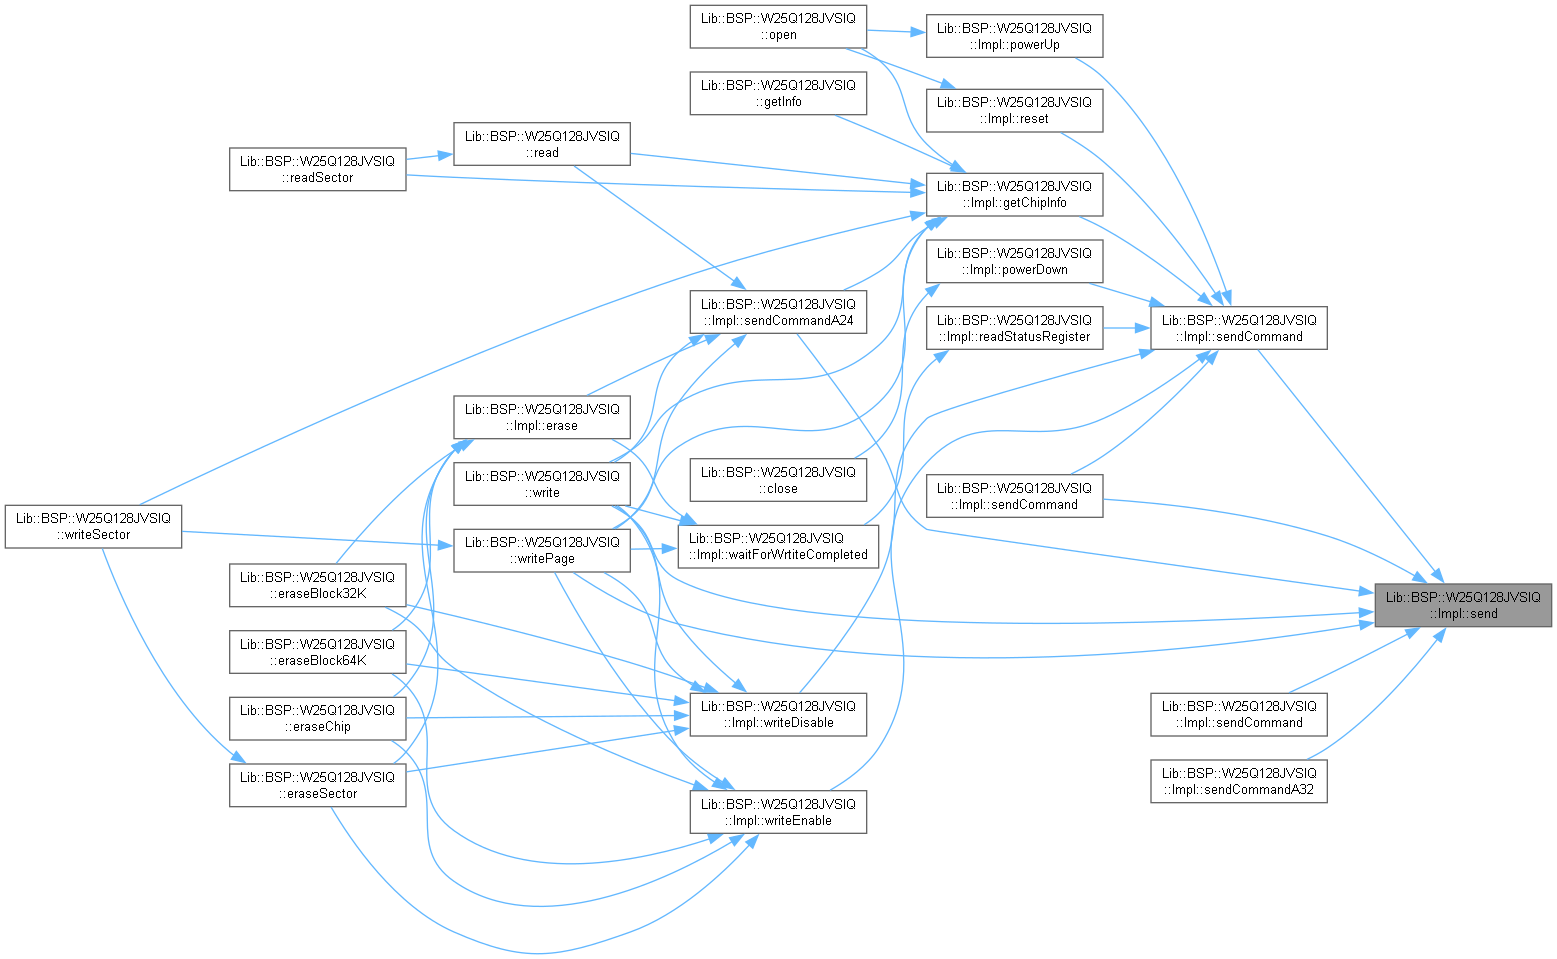 Lib::BSP::W25Q128JVSIQ
::open
Lib::BSP::W25Q128JVSIQ
::Impl::powerUp
Lib::BSP::W25Q128JVSIQ
::getInfo
Lib::BSP::W25Q128JVSIQ
::Impl::reset
Lib::BSP::W25Q128JVSIQ
::read
Lib::BSP::W25Q128JVSIQ
::readSector
Lib::BSP::W25Q128JVSIQ
::Impl::getChipInfo
Lib::BSP::W25Q128JVSIQ
::Impl::powerDown
Lib::BSP::W25Q128JVSIQ
::Impl::sendCommandA24
Lib::BSP::W25Q128JVSIQ
::Impl::readStatusRegister
Lib::BSP::W25Q128JVSIQ
::Impl::sendCommand
Lib::BSP::W25Q128JVSIQ
::Impl::erase
Lib::BSP::W25Q128JVSIQ
::write
Lib::BSP::W25Q128JVSIQ
::close
Lib::BSP::W25Q128JVSIQ
::Impl::sendCommand
Lib::BSP::W25Q128JVSIQ
::writeSector
Lib::BSP::W25Q128JVSIQ
::writePage
Lib::BSP::W25Q128JVSIQ
::Impl::waitForWrtiteCompleted
Lib::BSP::W25Q128JVSIQ
::eraseBlock32K
Lib::BSP::W25Q128JVSIQ
::Impl::send
Lib::BSP::W25Q128JVSIQ
::eraseBlock64K
Lib::BSP::W25Q128JVSIQ
::eraseChip
Lib::BSP::W25Q128JVSIQ
::Impl::writeDisable
Lib::BSP::W25Q128JVSIQ
::Impl::sendCommand
Lib::BSP::W25Q128JVSIQ
::eraseSector
Lib::BSP::W25Q128JVSIQ
::Impl::sendCommandA32
Lib::BSP::W25Q128JVSIQ
::Impl::writeEnable